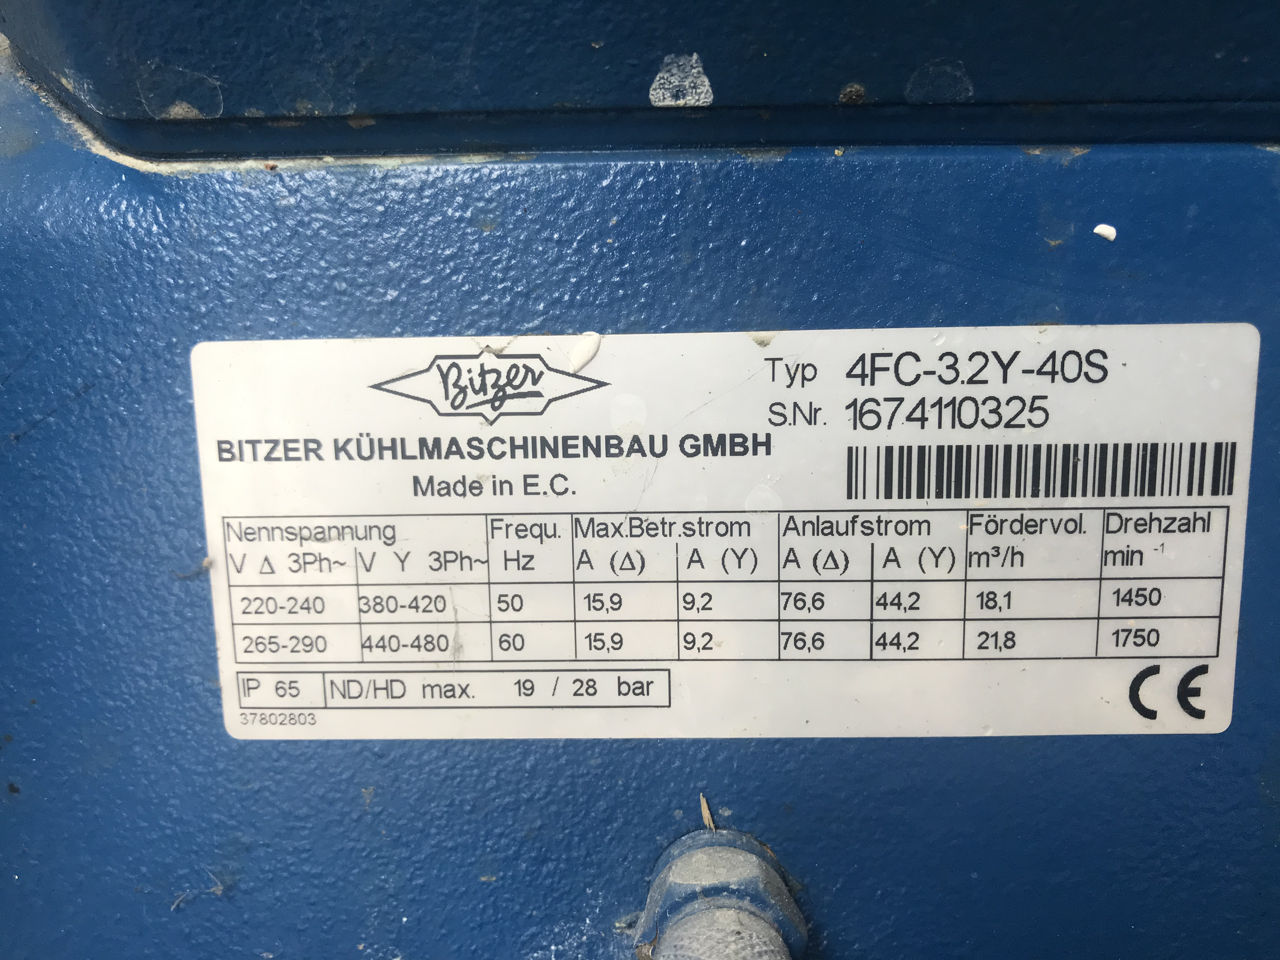 Bitzer
BITZER KÜHLMASCHINENBAU GMBH
Made in E.C.
Typ 4FC-3.2Y-40S
S.Nr. 1674110325
Nennspannung Frequ. Max.Betr.strom Anlaufstrom Fördervol. Drehzahl
V Δ 3Ph~ V Y 3Ph~ Hz A (Δ) A (Y) A (Δ) A (Y) m³/h min⁻¹
220-240 380-420 50 15,9 9,2 76,6 44,2 18,1 1450
265-290 440-480 60 15,9 9,2 76,6 44,2 21,8 1750
IP 65 ND/HD max. 19 / 28 bar
37802803
CE